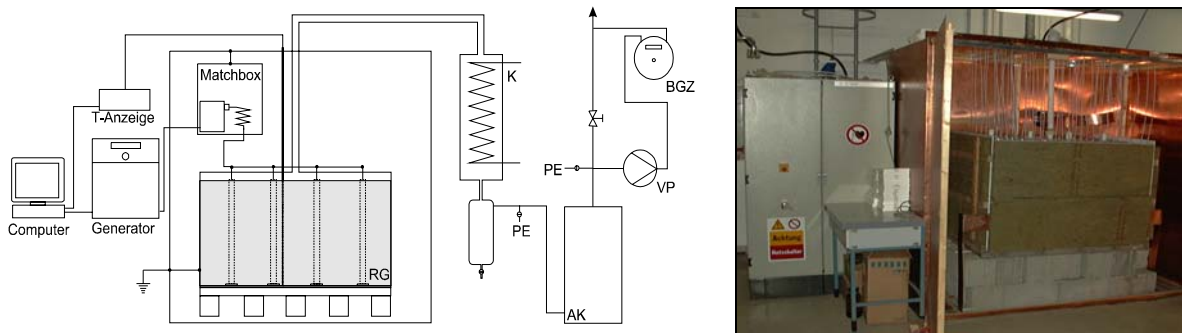 Matchbox
K
BGZ
T-Anzeige
PE
VP
PE
Computer
Generator
RG
AK
Achtung